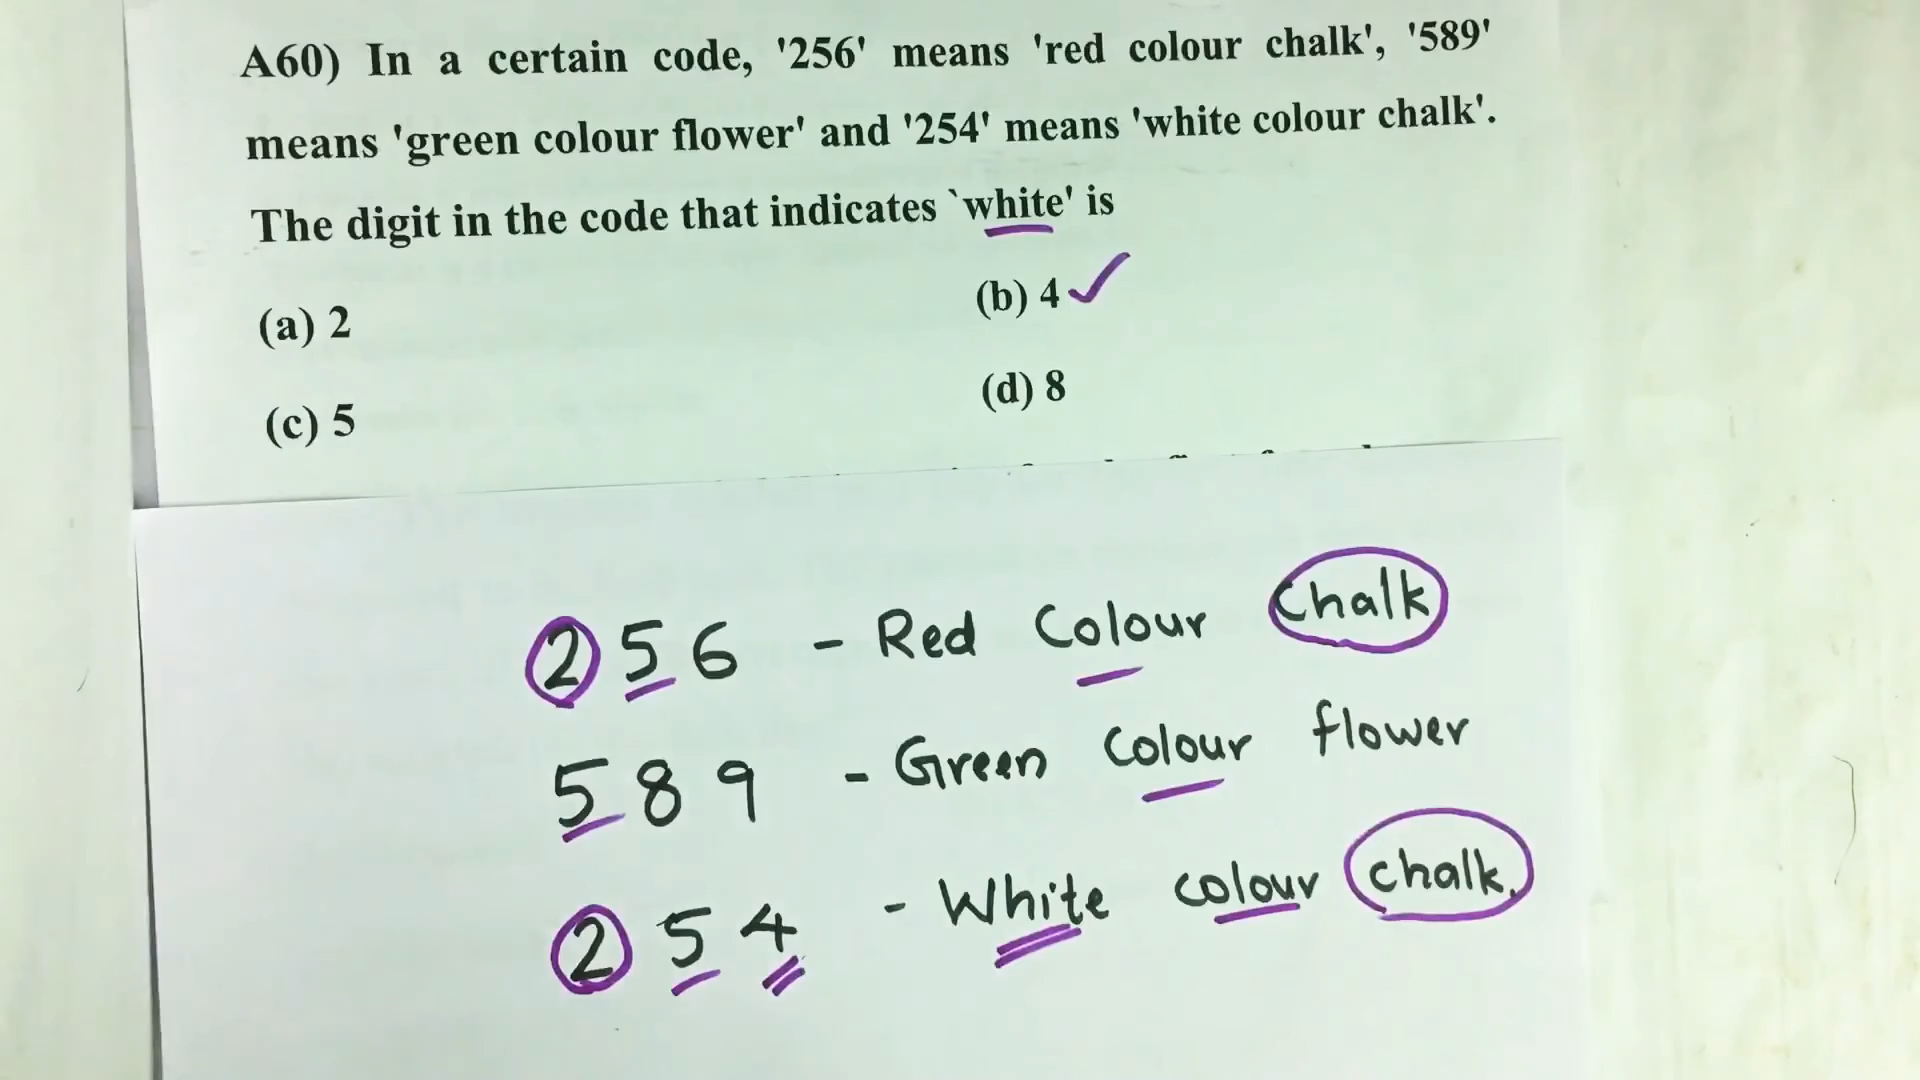 A60) In a certain code, '256' means 'red colour chalk', '589'
means 'green colour flower' and '254' means 'white colour chalk'.
The digit in the code that indicates `white' is
(a) 2
(b) 4
(c) 5
(d) 8
256 - Red Colour Chalk
589 - Green Colour flower
254 - White colour chalk.